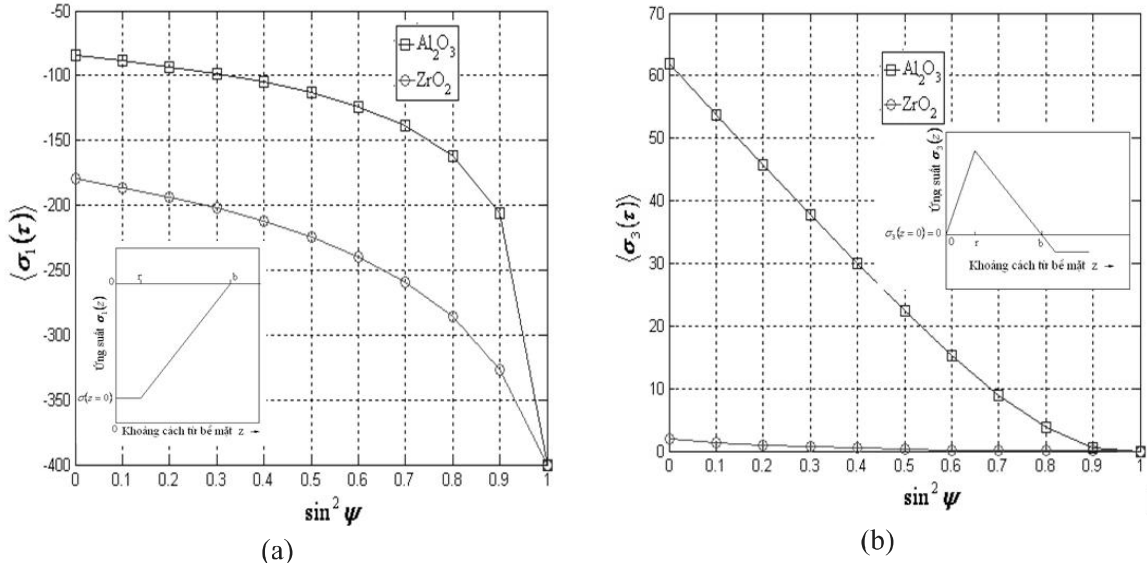 -50
-100
-150
-200
-250
-300
-350
-400
0 0.1 0.2 0.3 0.4 0.5 0.6 0.7 0.8 0.9 1
⟨σ₁(τ)⟩
sin² ψ
Al₂O₃
ZrO₂
0 r b
Ứng suất σ₁(z)
σ(z=0)
0
Khoảng cách từ bề mặt z →
(a)
70
60
50
40
30
20
10
0
0 0.1 0.2 0.3 0.4 0.5 0.6 0.7 0.8 0.9 1
⟨σ₃(τ)⟩
sin² ψ
Al₂O₃
ZrO₂
Ứng suất σ₃(z)
σ₃(z=0)=0
0 r b
Khoảng cách từ bề mặt z →
(b)